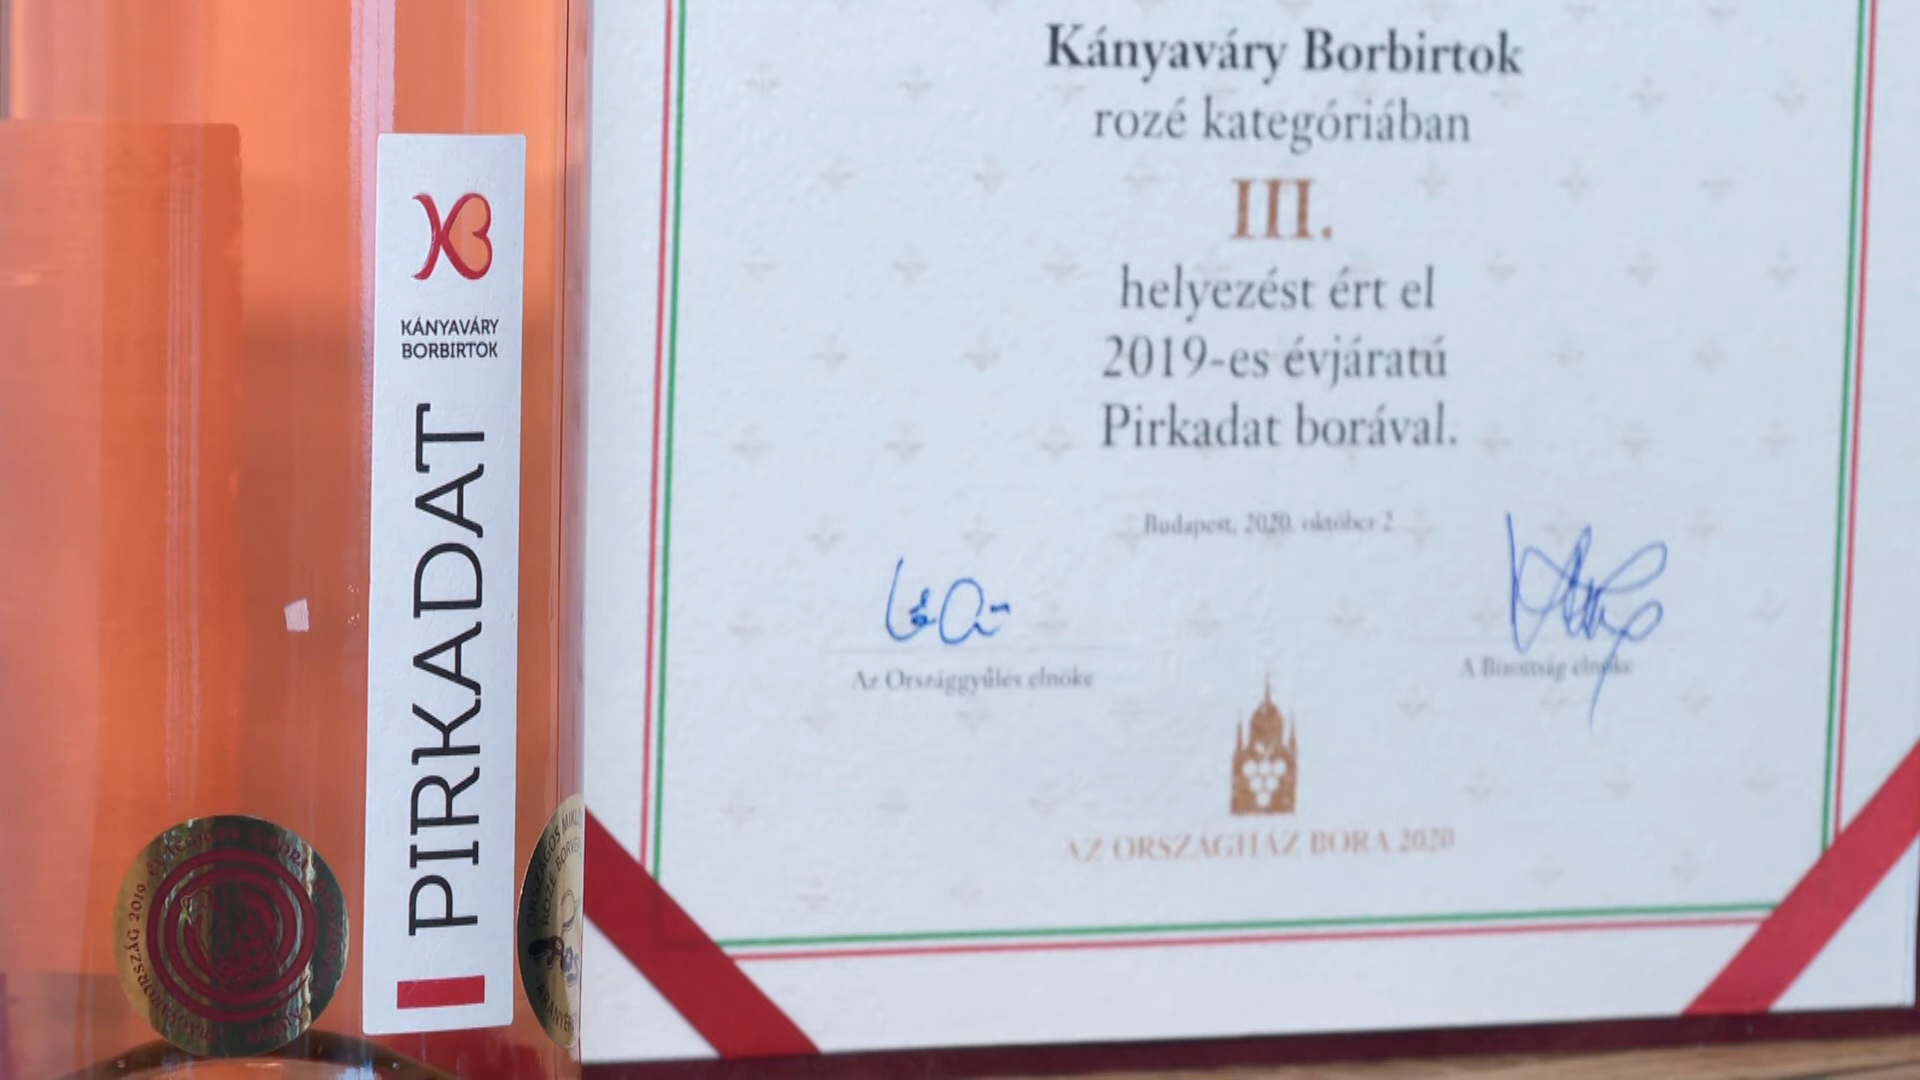 KÁNYAVÁRY
BORBIRTOK
PIRKADAT
Kányaváry Borbirtok
rozé kategóriában
III.
helyezést ért el
2019-es évjáratú
Pirkadat borával.
Budapest, 2020. október 2.
Az Országgyűlés elnöke
A Bizottság elnöke
AZ ORSZÁGHÁZ BORA 2020